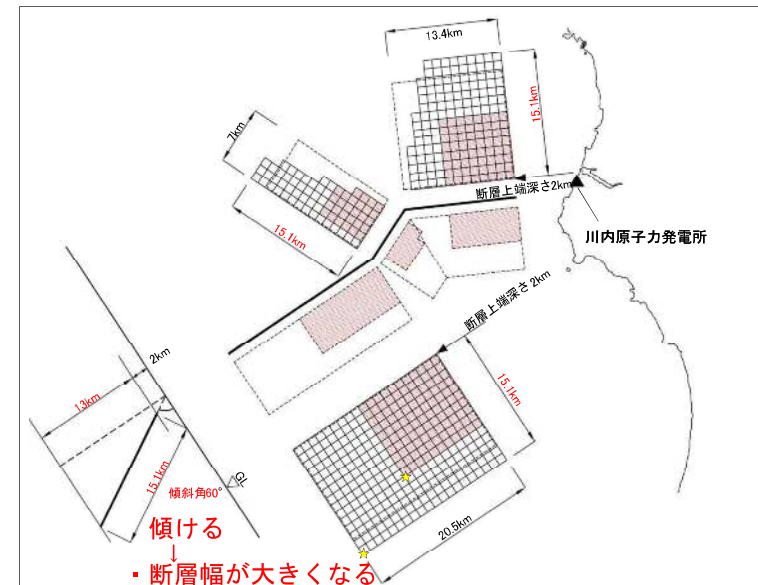 13.4km
15.1km
7km
断層上端深さ2km
15.1km
川内原子力発電所
断層上端深さ2km
2km
13km
15.1km
15.1km
GL
傾斜角60°
20.5km
傾ける
↓
・断層幅が大きくなる